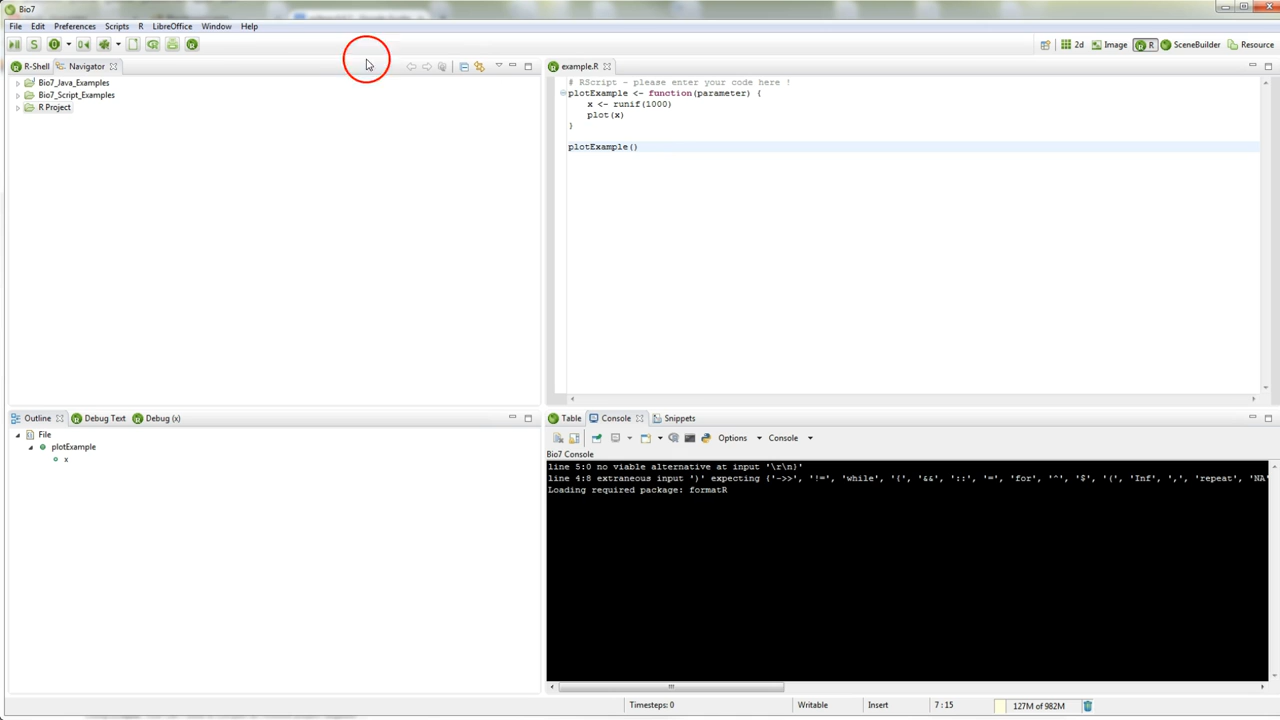 Bio7
File Edit Preferences Scripts R LibreOffice Window Help
2d Image R SceneBuilder Resource
R-Shell Navigator
Bio7_Java_Examples
Bio7_Script_Examples
R Project
example.R
# RScript - please enter your code here !
plotExample <- function(parameter) {
x <- runif(1000)
plot(x)
}
plotExample()
Outline Debug Text Debug (x)
File
plotExample
x
Table Console Snippets
Options Console
Bio7 Console
line 5:0 no viable alternative at input '\r\n}'
line 4:8 extraneous input ')' expecting {'->>', '!=', 'while', '{', '&&', '::', '=', 'for', '^', '$', '(', 'Inf', ',', 'repeat', 'NA'
Loading required package: formatR
Timesteps: 0 Writable Insert 7 : 15 127M of 982M